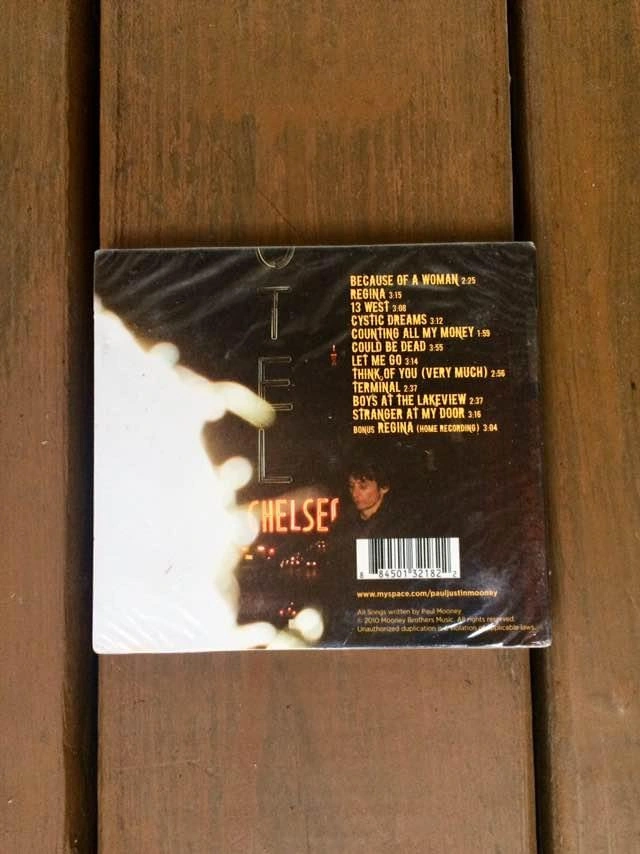 OTEL
CHELSE
BECAUSE OF A WOMAN 2:25
REGINA 3:15
13 WEST 3:08
CYSTIC DREAMS 3:12
COUNTING ALL MY MONEY 1:59
COULD BE DEAD 3:55
LET ME GO 3:14
THINK OF YOU (VERY MUCH) 2:56
TERMINAL 2:37
BOYS AT THE LAKEVIEW 2:37
STRANGER AT MY DOOR 3:16
BONUS REGINA (HOME RECORDING) 3:04
8 84501 32182 2
www.myspace.com/pauljustinmooney
All Songs written by Paul Mooney
© 2010 Mooney Brothers Music. All rights reserved.
Unauthorized duplication is a violation of applicable laws.